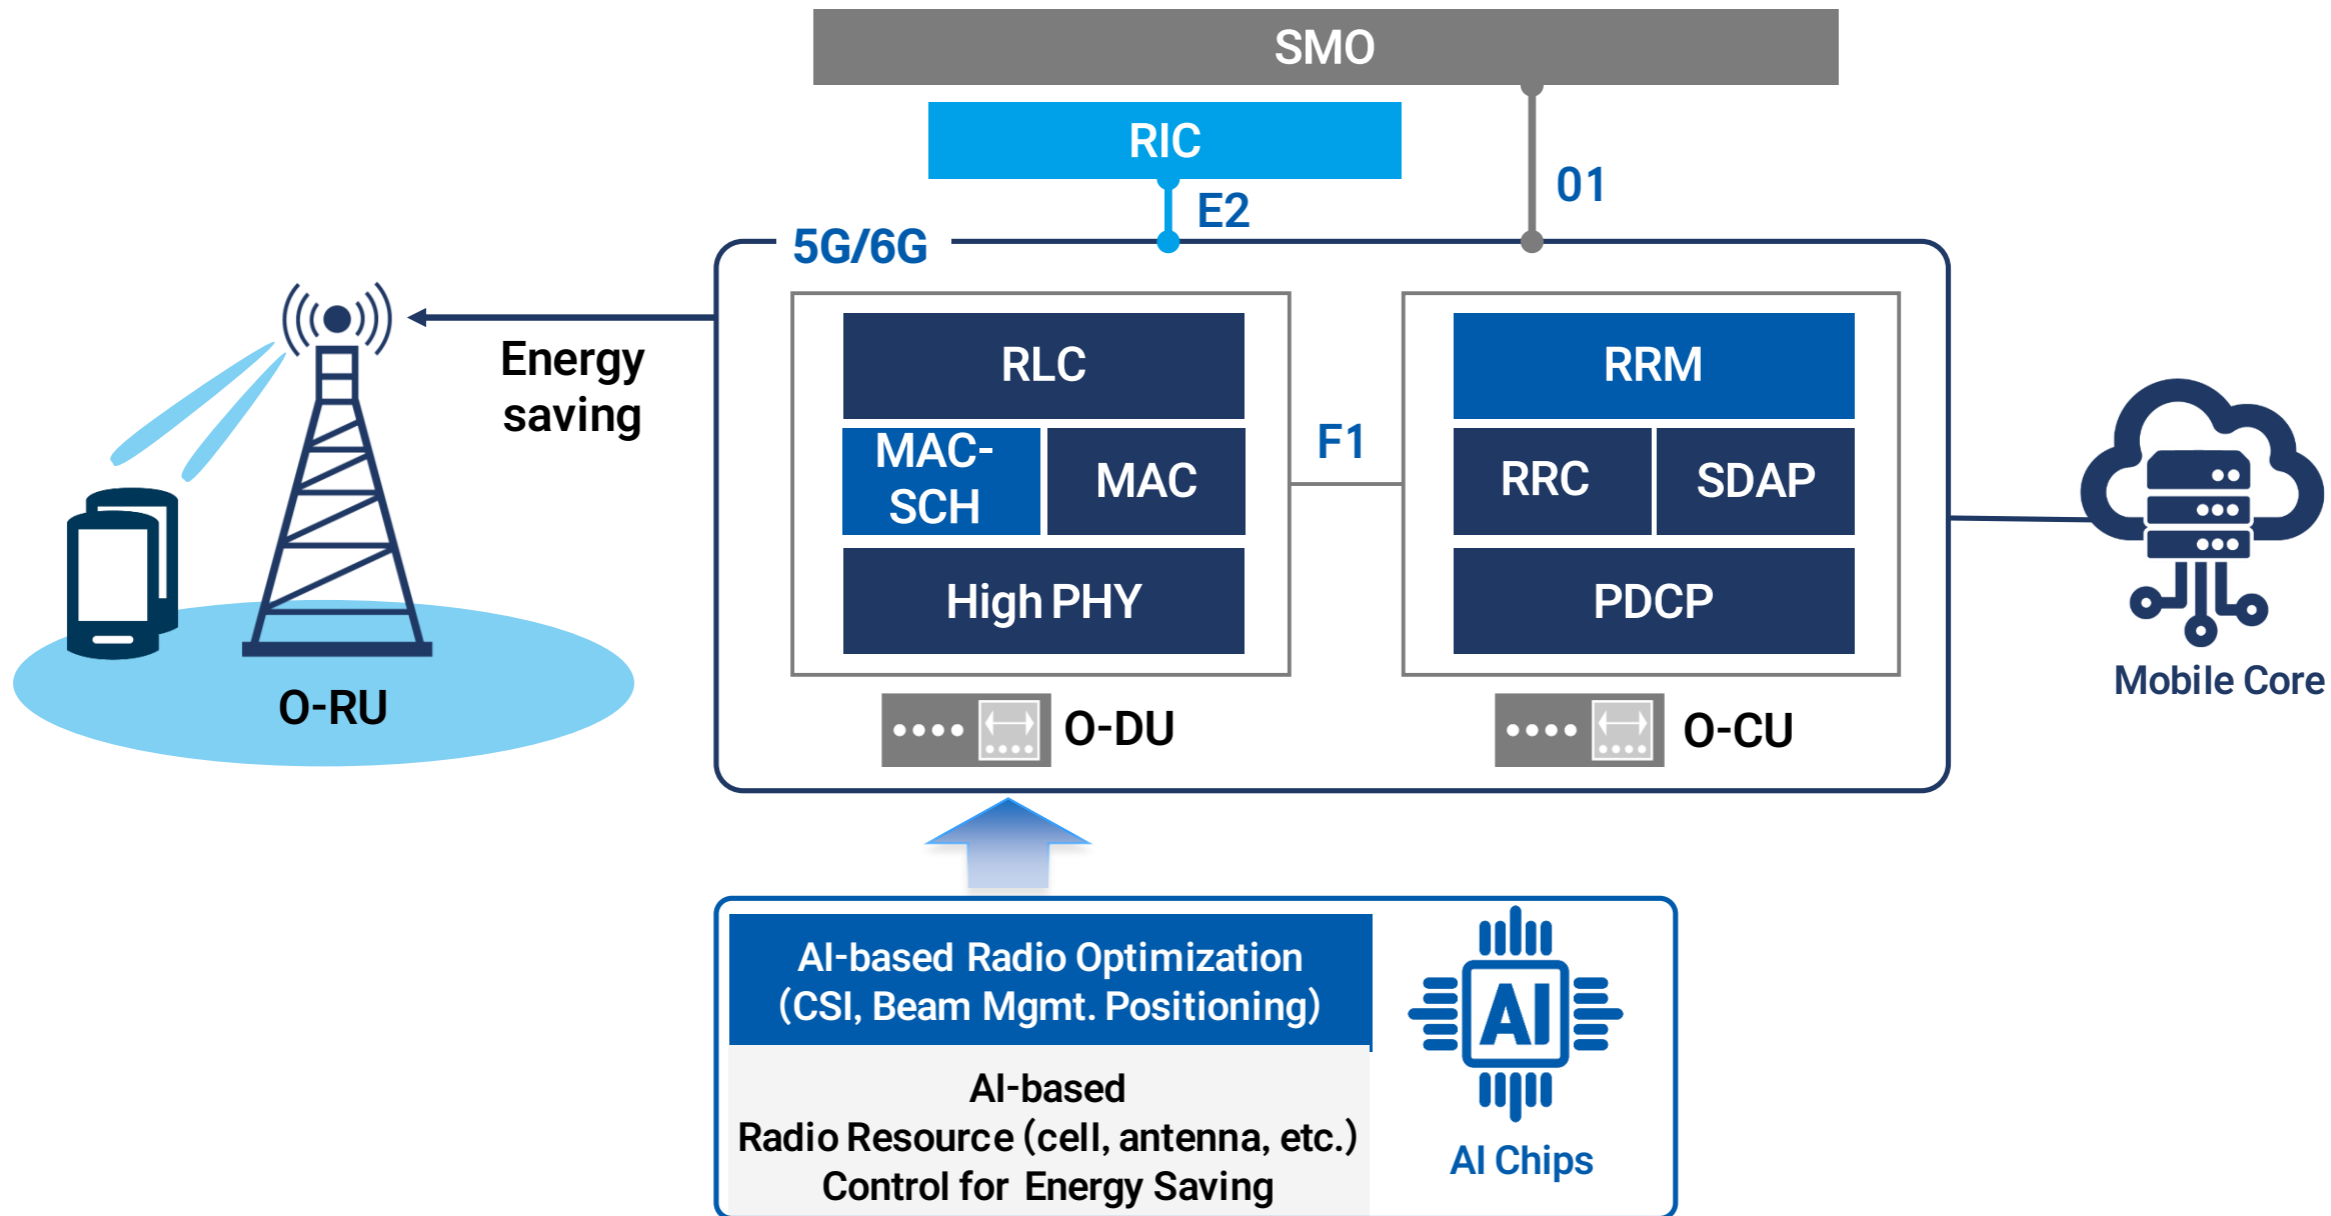 SMO
RIC
E2
01
5G/6G
Energy
saving
RLC
MAC-
SCH
MAC
High PHY
F1
RRM
RRC
SDAP
PDCP
O-RU
O-DU
O-CU
Mobile Core
AI-based Radio Optimization
(CSI, Beam Mgmt. Positioning)
AI-based
Radio Resource (cell, antenna, etc.)
Control for Energy Saving
AI
AI Chips